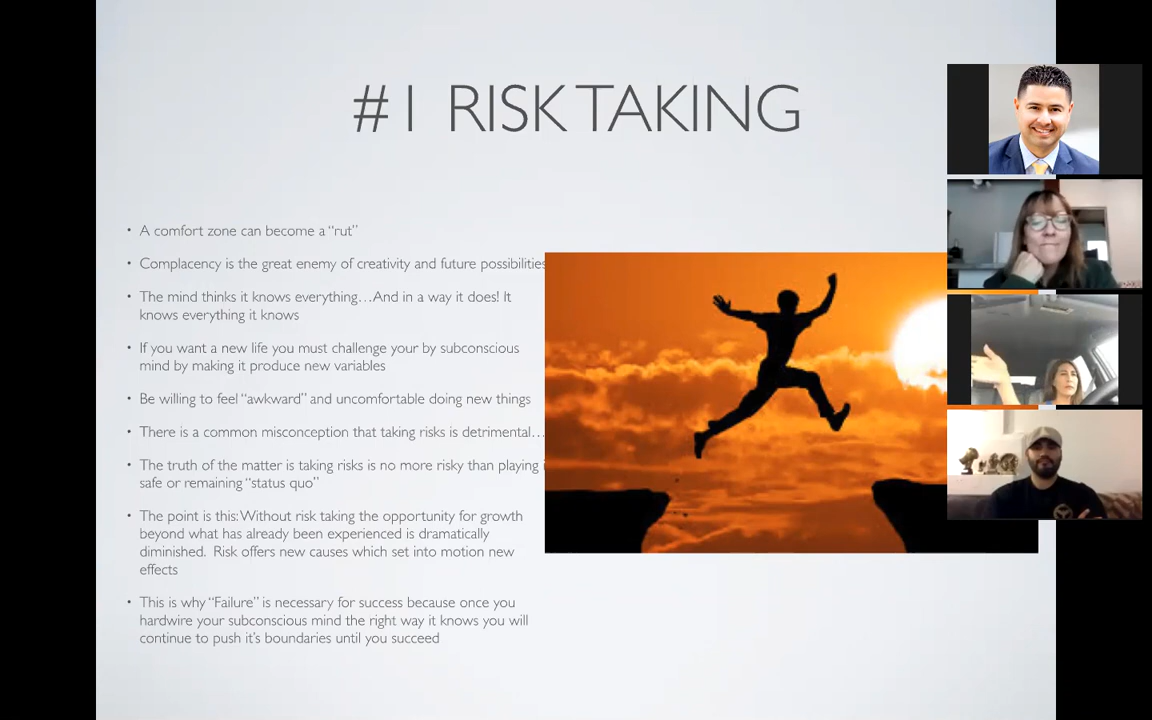 #1 RISK TAKING
• A comfort zone can become a “rut”
• Complacency is the great enemy of creativity and future possibilities
• The mind thinks it knows everything…And in a way it does! It
knows everything it knows
• If you want a new life you must challenge your by subconscious
mind by making it produce new variables
• Be willing to feel “awkward” and uncomfortable doing new things
• There is a common misconception that taking risks is detrimental…
• The truth of the matter is taking risks is no more risky than playing
safe or remaining “status quo”
• The point is this: Without risk taking the opportunity for growth
beyond what has already been experienced is dramatically
diminished. Risk offers new causes which set into motion new
effects
• This is why “Failure” is necessary for success because once you
hardwire your subconscious mind the right way it knows you will
continue to push it’s boundaries until you succeed